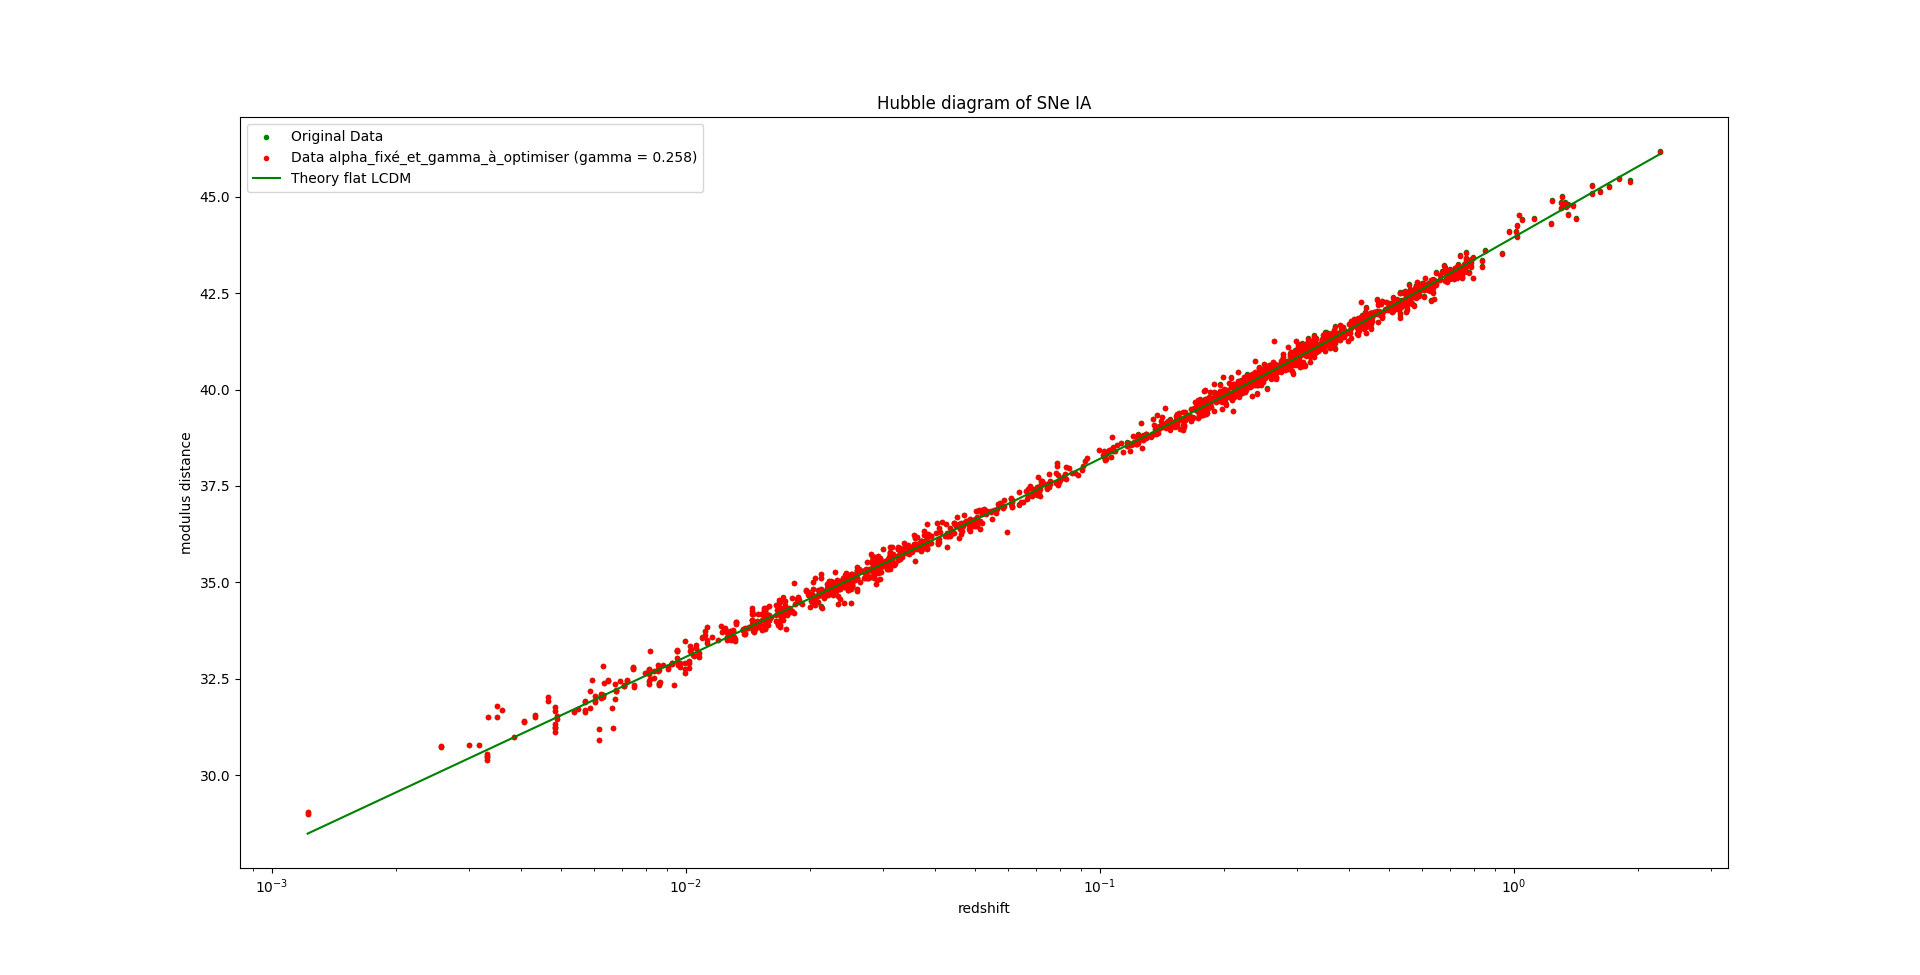 Hubble diagram of SNe IA
Original Data
Data alpha_fixé_et_gamma_à_optimiser (gamma = 0.258)
Theory flat LCDM
45.0
42.5
40.0
37.5
35.0
32.5
30.0
modulus distance
10⁻³
10⁻²
10⁻¹
10⁰
redshift